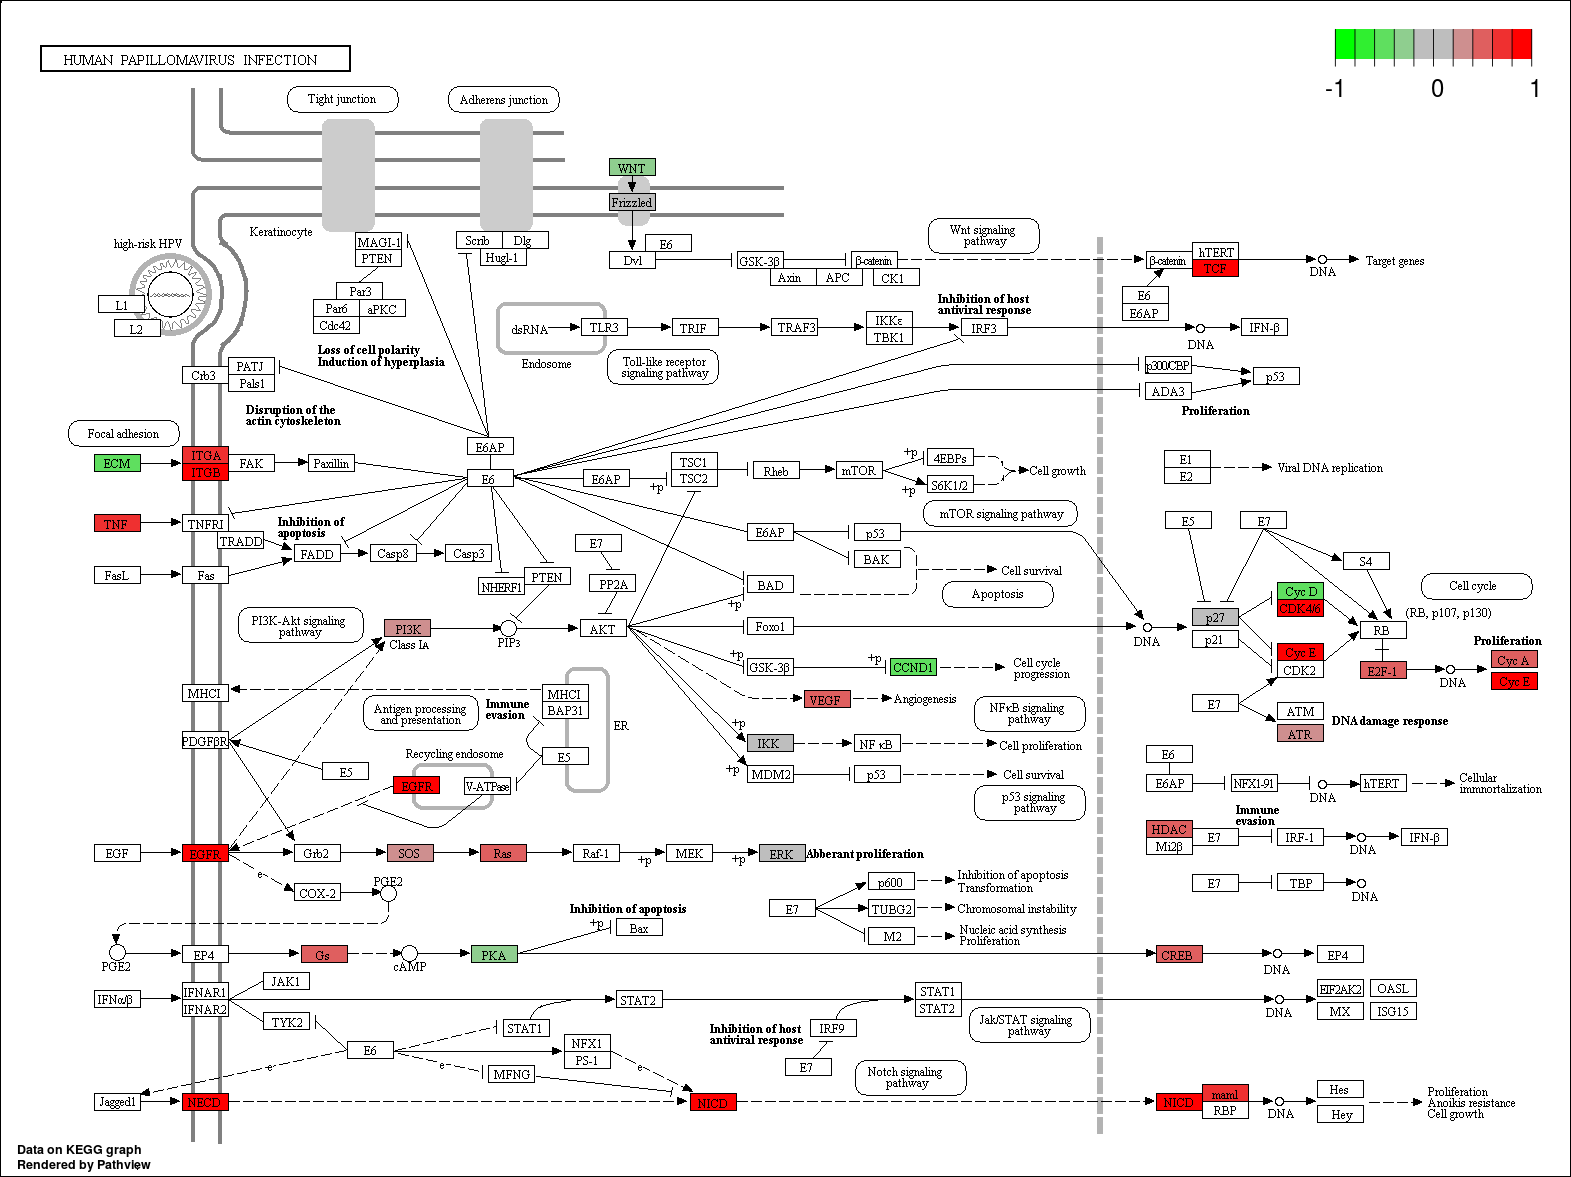 HUMAN PAPILLOMAVIRUS INFECTION
-1
0
1
Tight junction
Adherens junction
WNT
Frizzled
Keratinocyte
high-risk HPV
MAGI-1
PTEN
Scrib
Dlg
Hugl-1
E6
Dvl
GSK-3β
β-catenin
Axin
APC
CK1
Wnt signaling
pathway
β-catenin
hTERT
TCF
DNA
Target genes
E6
E6AP
L1
L2
Par3
Par6
aPKC
Cdc42
dsRNA
TLR3
TRIF
TRAF3
IKKε
TBK1
Inhibition of host
antiviral response
IRF3
DNA
IFN-β
Endosome
Toll-like receptor
signaling pathway
Loss of cell polarity
Induction of hyperplasia
Crb3
PATJ
Pals1
p300/CBP
ADA3
p53
Proliferation
Disruption of the
actin cytoskeleton
Focal adhesion
ECM
ITGA
ITGB
FAK
Paxillin
E6AP
E6
E6AP
+p
TSC1
TSC2
Rheb
mTOR
+p
+p
4EBPs
S6K1/2
Cell growth
mTOR signaling pathway
E1
E2
Viral DNA replication
TNF
TNFRI
TRADD
Inhibition of
apoptosis
FADD
Casp8
Casp3
FasL
Fas
NHERF1
PTEN
E7
PP2A
E6AP
p53
BAK
BAD
+p
Cell survival
Apoptosis
E5
E7
S4
Cell cycle
PI3K-Akt signaling
pathway
PI3K
Class IA
PIP3
AKT
Foxo1
DNA
p27
p21
Cyc D
CDK4/6
Cyc E
CDK2
RB
(RB, p107, p130)
Proliferation
E2F-1
DNA
Cyc A
Cyc E
+p
GSK-3β
+p
CCND1
Cell cycle
progression
MHCI
MHCI
BAP31
Immune
evasion
ER
Antigen processing
and presentation
VEGF
Angiogenesis
NFκB signaling
pathway
E7
ATM
ATR
DNA damage response
PDGFβR
E5
E5
+p
IKK
NFκB
Cell proliferation
Recycling endosome
EGFR
V-ATPase
+p
MDM2
p53
Cell survival
p53 signaling
pathway
E6
E6AP
NFX1-91
DNA
hTERT
Cellular
immnortalization
Immune
evasion
HDAC
Mi2β
E7
IRF-1
DNA
IFN-β
EGF
EGFR
Grb2
SOS
Ras
Raf-1
+p
MEK
+p
ERK
Abberant proliferation
e
COX-2
PGE2
E7
p600
TUBG2
M2
Inhibition of apoptosis
Transformation
Chromosomal instability
Nucleic acid synthesis
Proliferation
E7
TBP
DNA
Inhibition of apoptosis
+p
Bax
PGE2
EP4
Gs
cAMP
PKA
CREB
DNA
EP4
IFNα/β
IFNAR1
IFNAR2
JAK1
TYK2
STAT2
STAT1
STAT1
STAT2
DNA
EIF2AK2
OASL
MX
ISG15
Jak/STAT signaling
pathway
Inhibition of host
antiviral response
IRF9
E7
E6
NFX1
PS-1
MFNG
e
e
e
Notch signaling
pathway
Jagged1
NECD
NICD
NICD
maml
RBP
DNA
Hes
Hey
Proliferation
Anoikis resistance
Cell growth
Data on KEGG graph
Rendered by Pathview